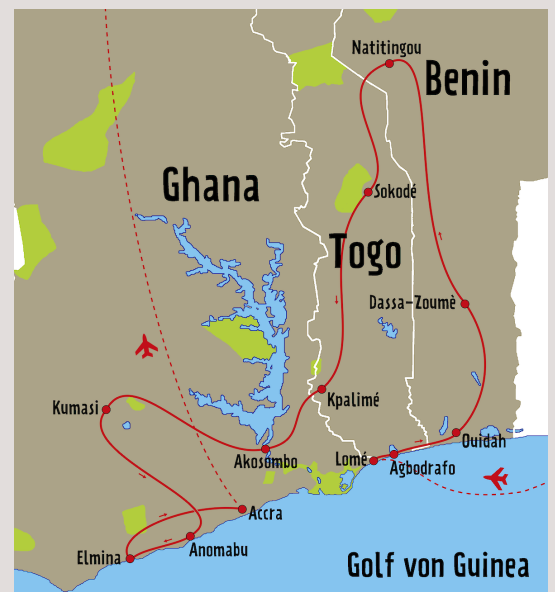 Natitingou
Benin
Ghana
Sokodé
Togo
Dassa-Zoumè
Kpalimé
Kumasi
Ouidah
Akosombo
Lomé
Agbodrafo
Accra
Anomabu
Elmina
Golf von Guinea